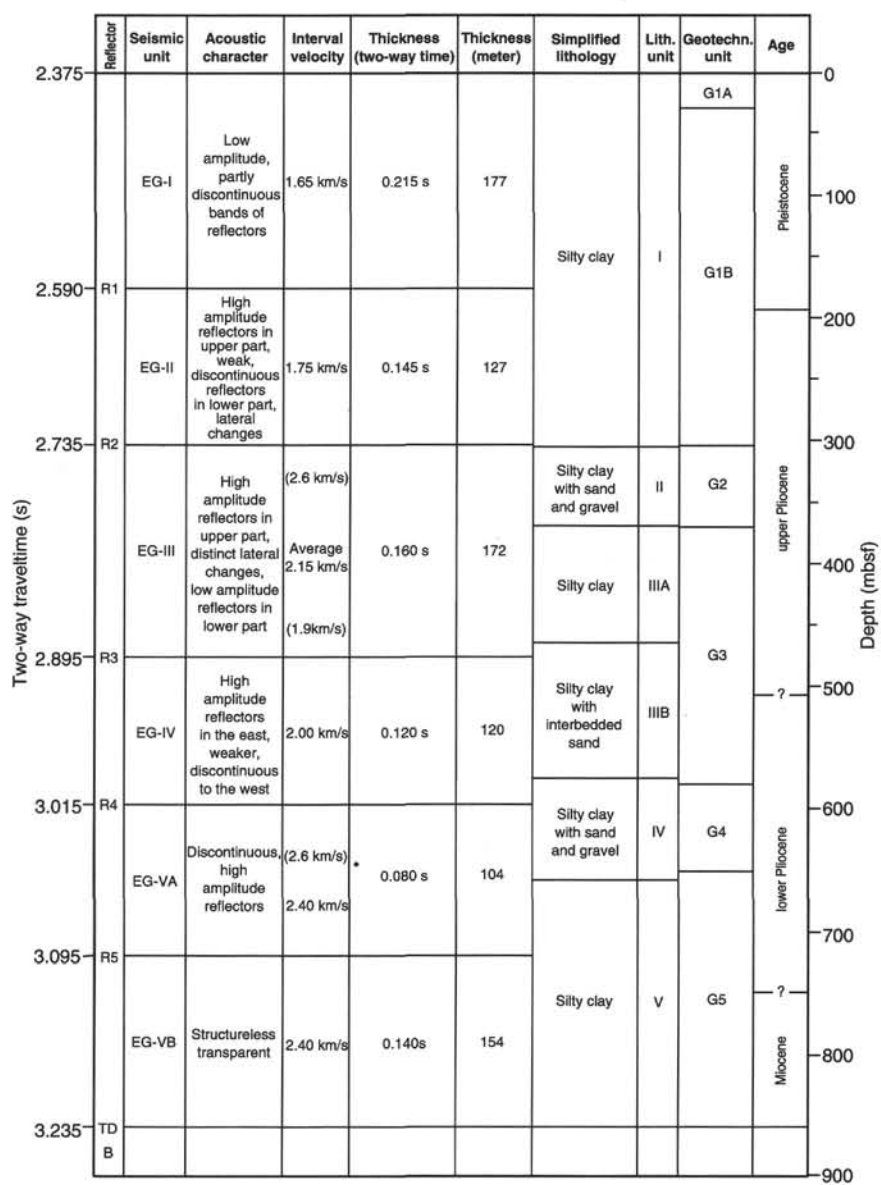 Reflector
Seismic
unit
Acoustic
character
Interval
velocity
Thickness
(two-way time)
Thickness
(meter)
Simplified
lithology
Lith.
unit
Geotechn.
unit
Age
2.375
0
EG-I
Low
amplitude,
partly
discontinuous
bands of
reflectors
1.65 km/s
0.215 s
177
Silty clay
I
G1A
G1B
Pleistocene
100
2.590
R1
200
EG-II
High
amplitude
reflectors in
upper part,
weak,
discontinuous
reflectors
in lower part,
lateral
changes
1.75 km/s
0.145 s
127
2.735
R2
300
EG-III
High
amplitude
reflectors in
upper part,
distinct lateral
changes,
low amplitude
reflectors in
lower part
(2.6 km/s)
Average
2.15 km/s
(1.9km/s)
0.160 s
172
Silty clay
with sand
and gravel
II
G2
upper Pliocene
Silty clay
IIIA
G3
400
2.895
R3
500
?
EG-IV
High
amplitude
reflectors
in the east,
weaker,
discontinuous
to the west
2.00 km/s
0.120 s
120
Silty clay
with
interbedded
sand
IIIB
3.015
R4
600
EG-VA
Discontinuous,
high
amplitude
reflectors
(2.6 km/s)
2.40 km/s
0.080 s
104
Silty clay
with sand
and gravel
IV
G4
lower Pliocene
700
3.095
R5
?
EG-VB
Structureless
transparent
2.40 km/s
0.140s
154
Silty clay
V
G5
Miocene
800
3.235
TD
B
900
Two-way traveltime (s)
Depth (mbsf)